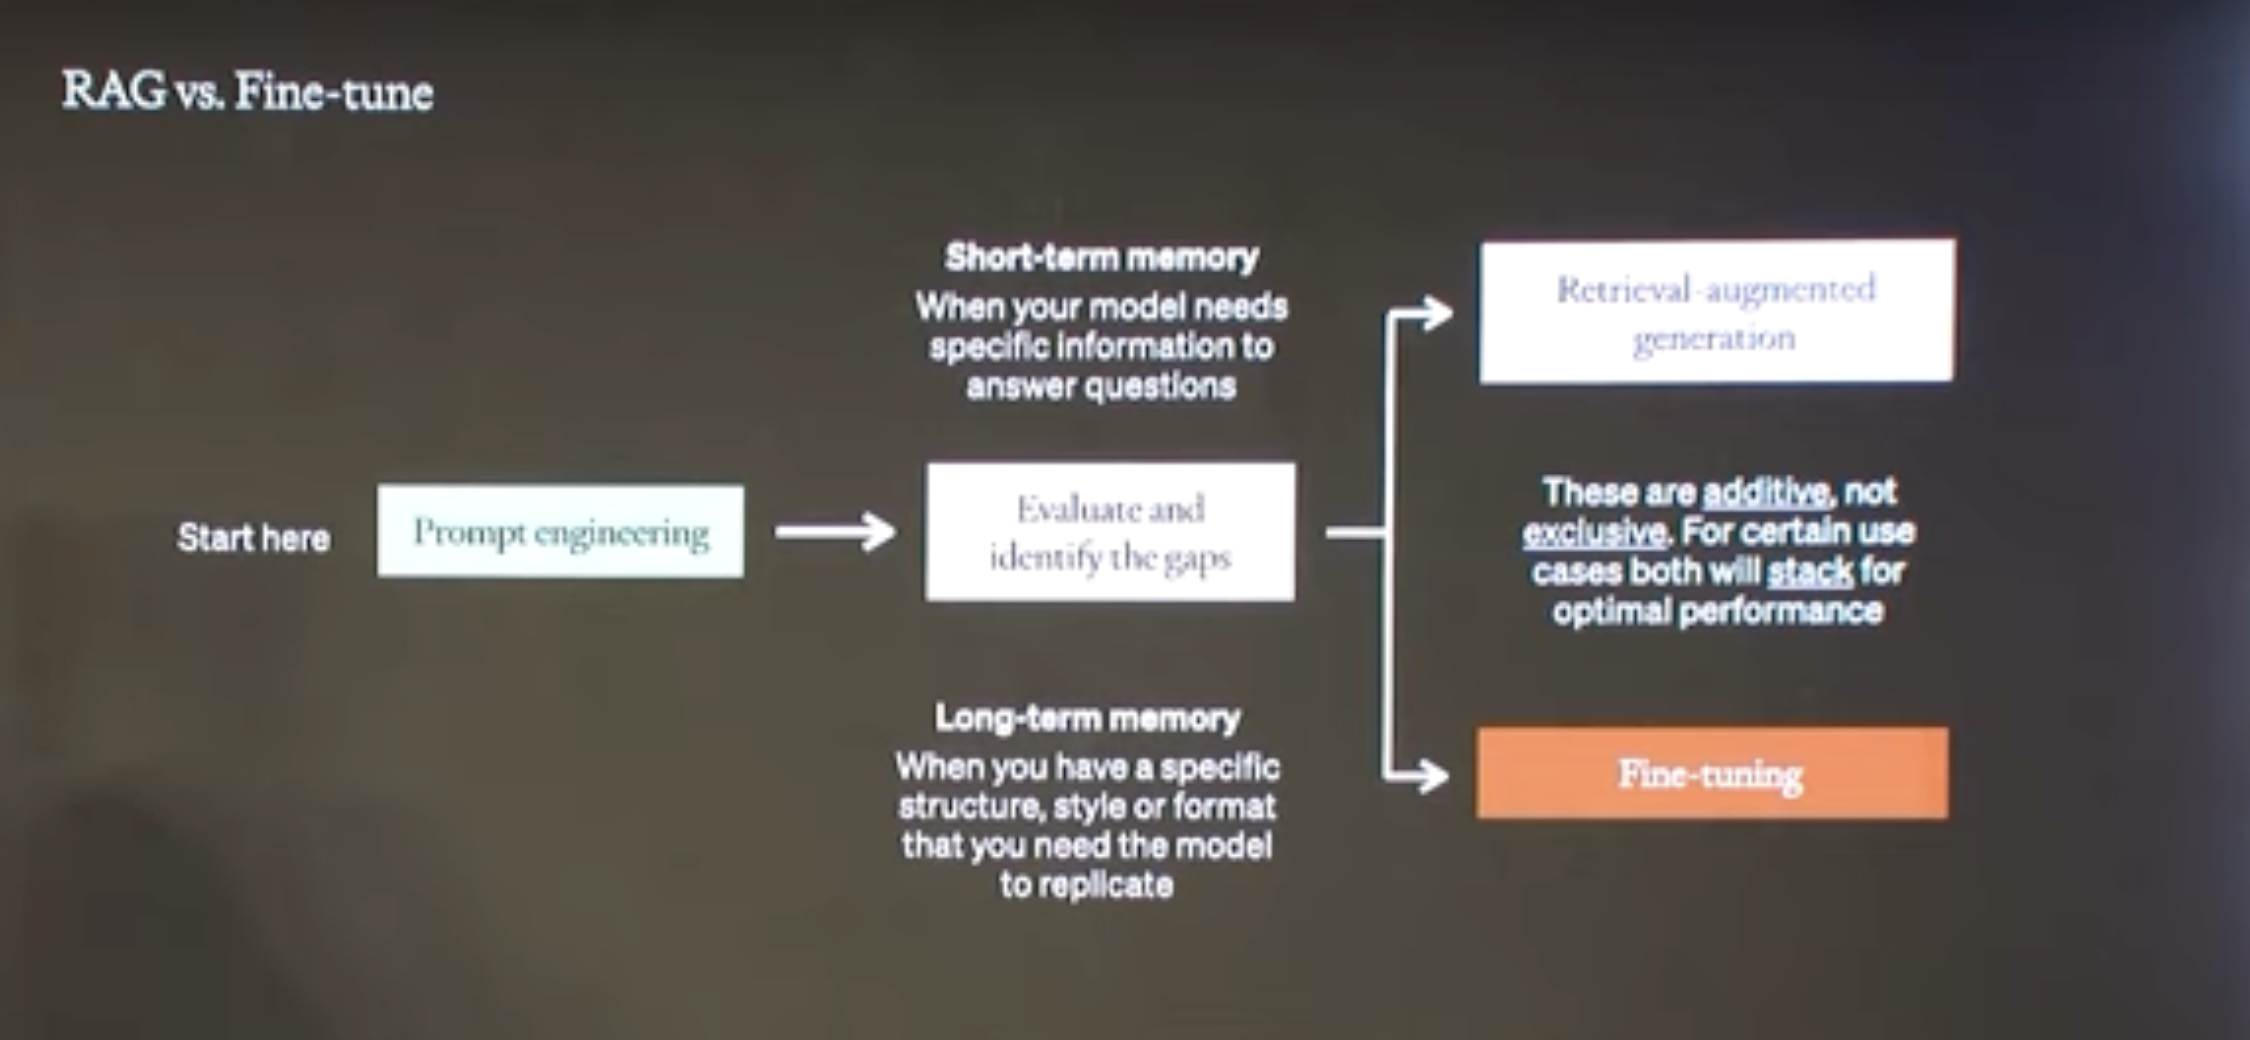 RAG vs. Fine-tune
Start here
Prompt engineering
Short-term memory
When your model needs
specific information to
answer questions
Evaluate and
identify the gaps
Long-term memory
When you have a specific
structure, style or format
that you need the model
to replicate
Retrieval-augmented
generation
These are additive, not
exclusive. For certain use
cases both will stack for
optimal performance
Fine-tuning